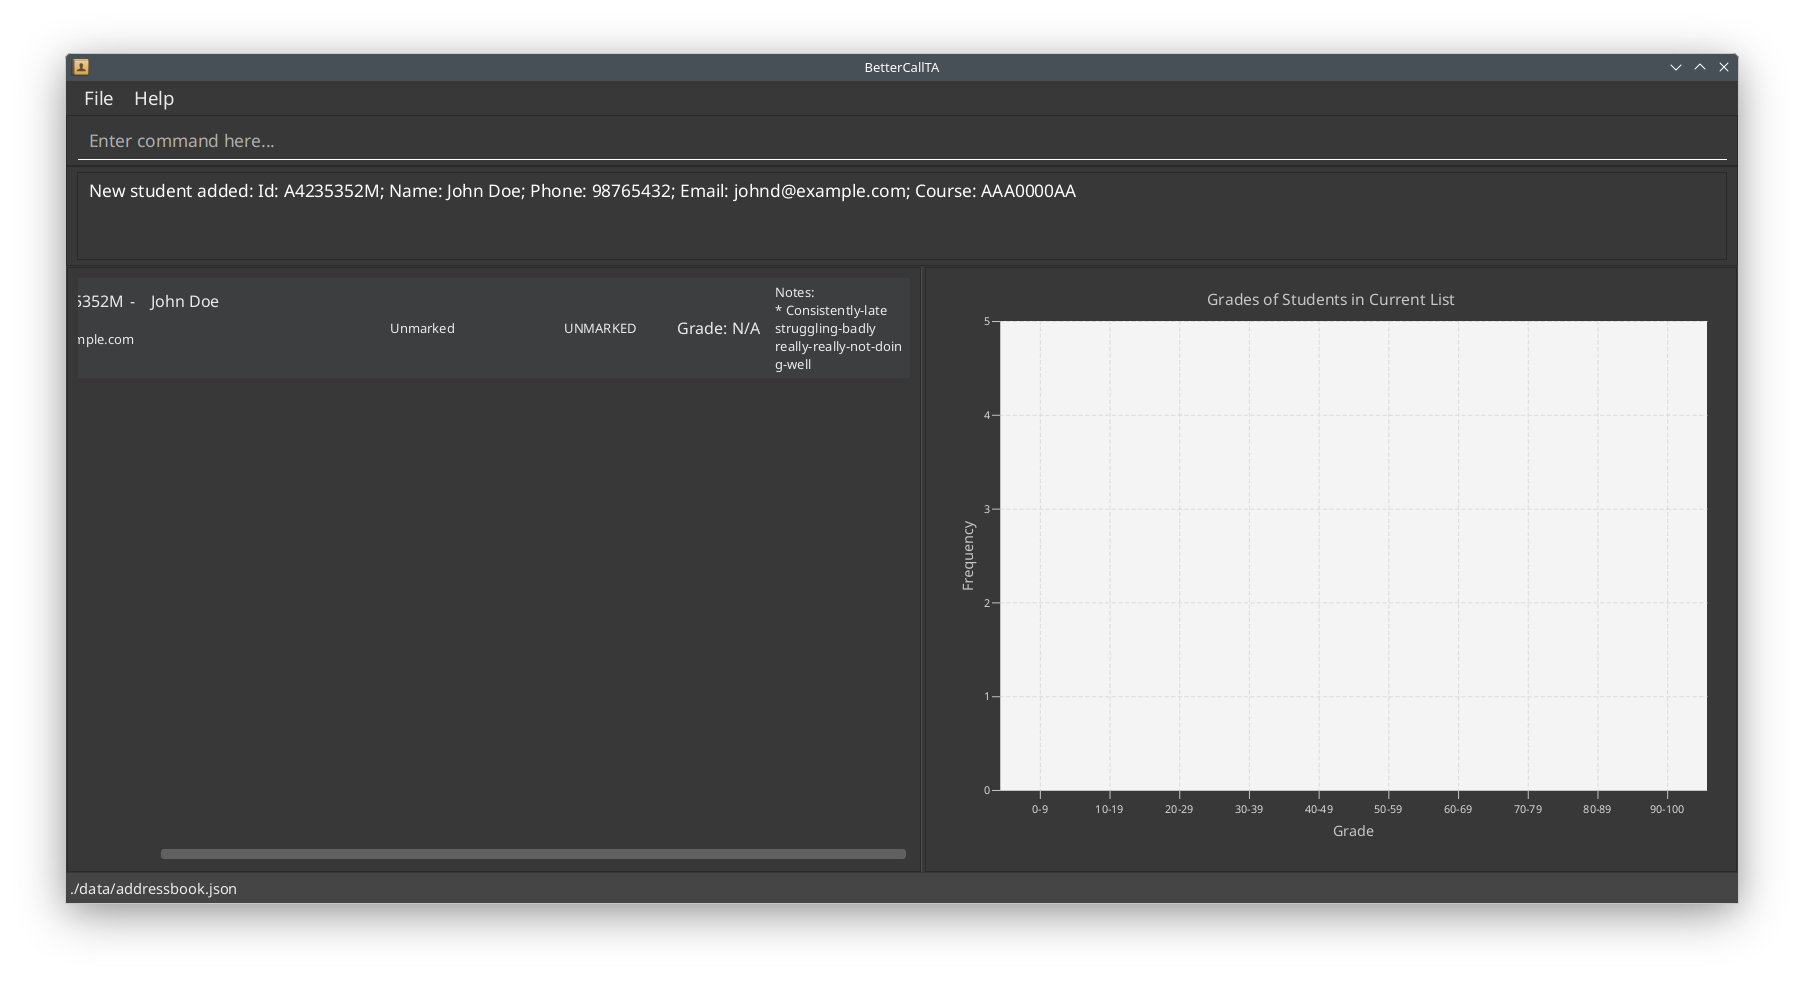 BetterCallTA
File Help
Enter command here...
New student added: Id: A4235352M; Name: John Doe; Phone: 98765432; Email: johnd@example.com; Course: AAA0000AA
5352M - John Doe
mple.com
Unmarked
UNMARKED
Grade: N/A
Notes:
* Consistently-late
struggling-badly
really-really-not-doin
g-well
Grades of Students in Current List
5
4
3
2
1
0
Frequency
0-9 10-19 20-29 30-39 40-49 50-59 60-69 70-79 80-89 90-100
Grade
./data/addressbook.json